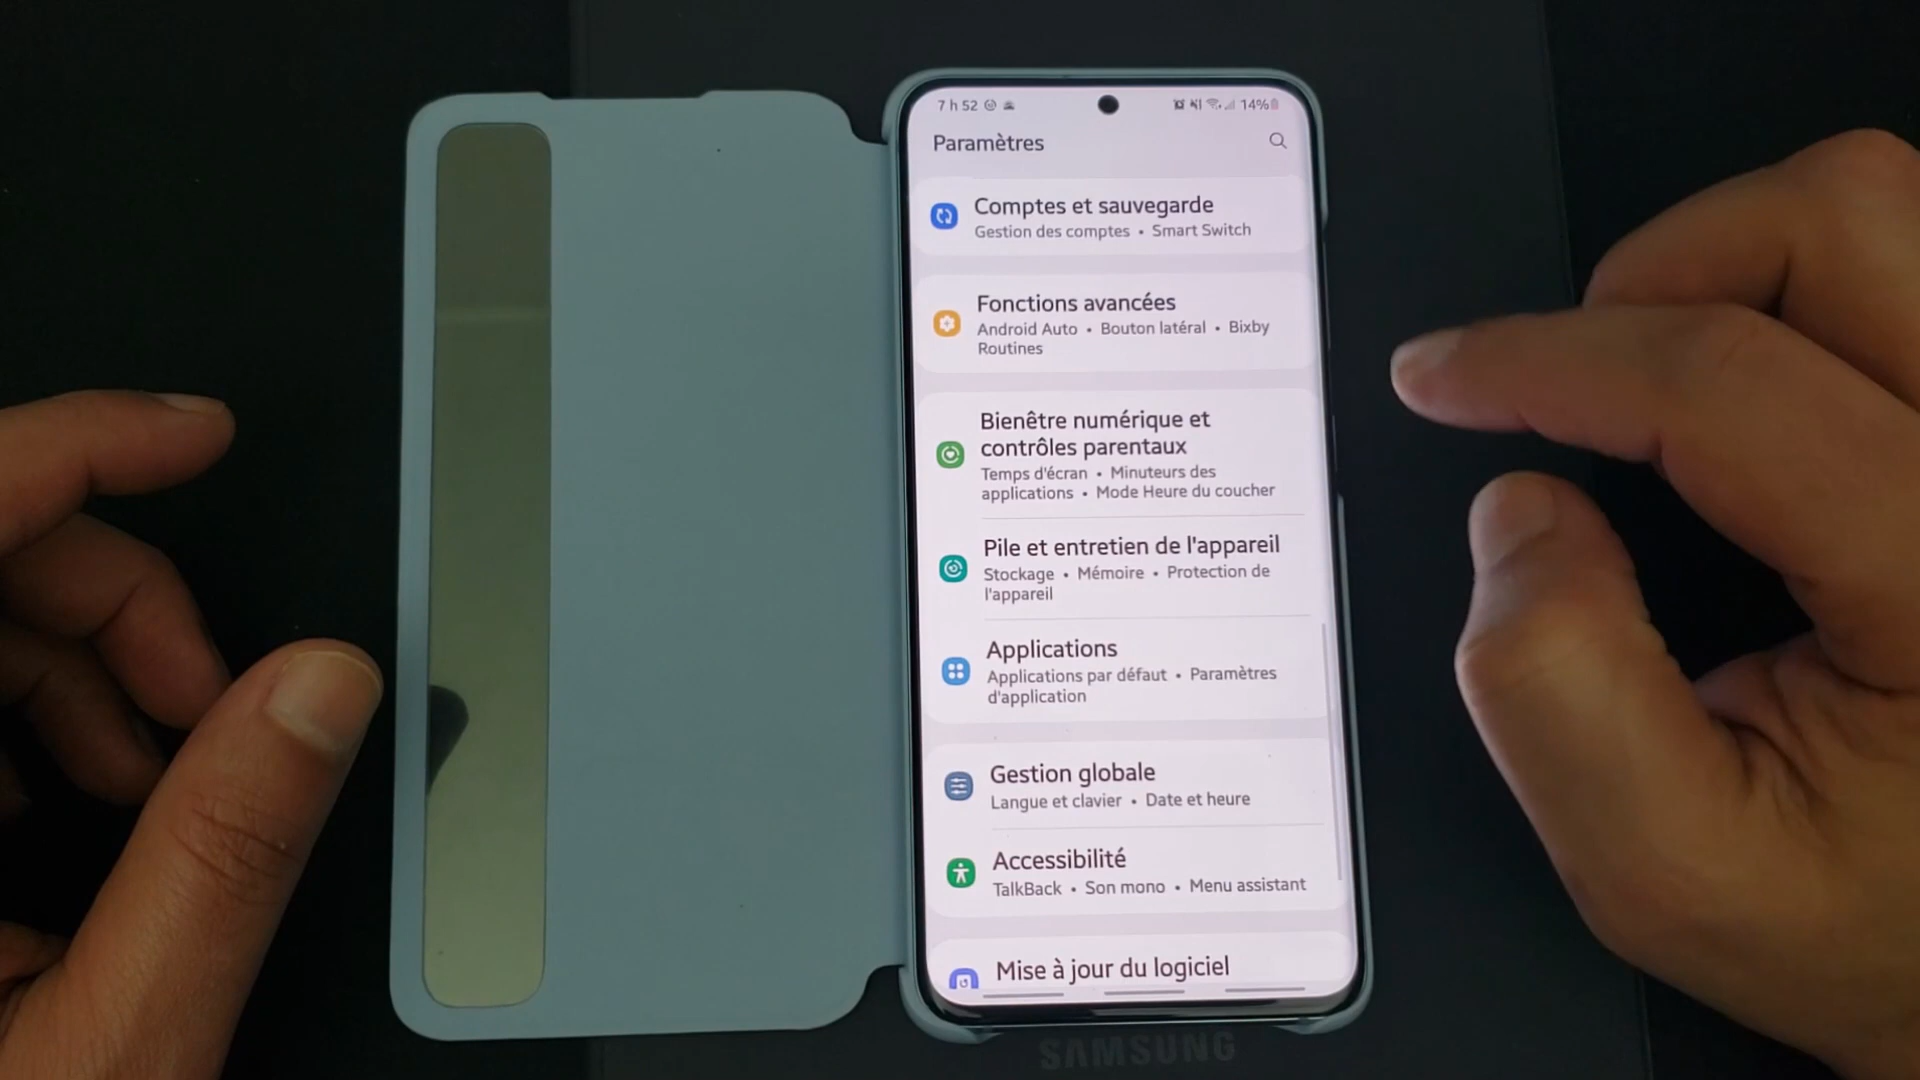 7 h 52 14%
Paramètres
Comptes et sauvegarde
Gestion des comptes • Smart Switch
Fonctions avancées
Android Auto • Bouton latéral • Bixby
Routines
Bienêtre numérique et
contrôles parentaux
Temps d'écran • Minuteurs des
applications • Mode Heure du coucher
Pile et entretien de l'appareil
Stockage • Mémoire • Protection de
l'appareil
Applications
Applications par défaut • Paramètres
d'application
Gestion globale
Langue et clavier • Date et heure
Accessibilité
TalkBack • Son mono • Menu assistant
Mise à jour du logiciel
SAMSUNG